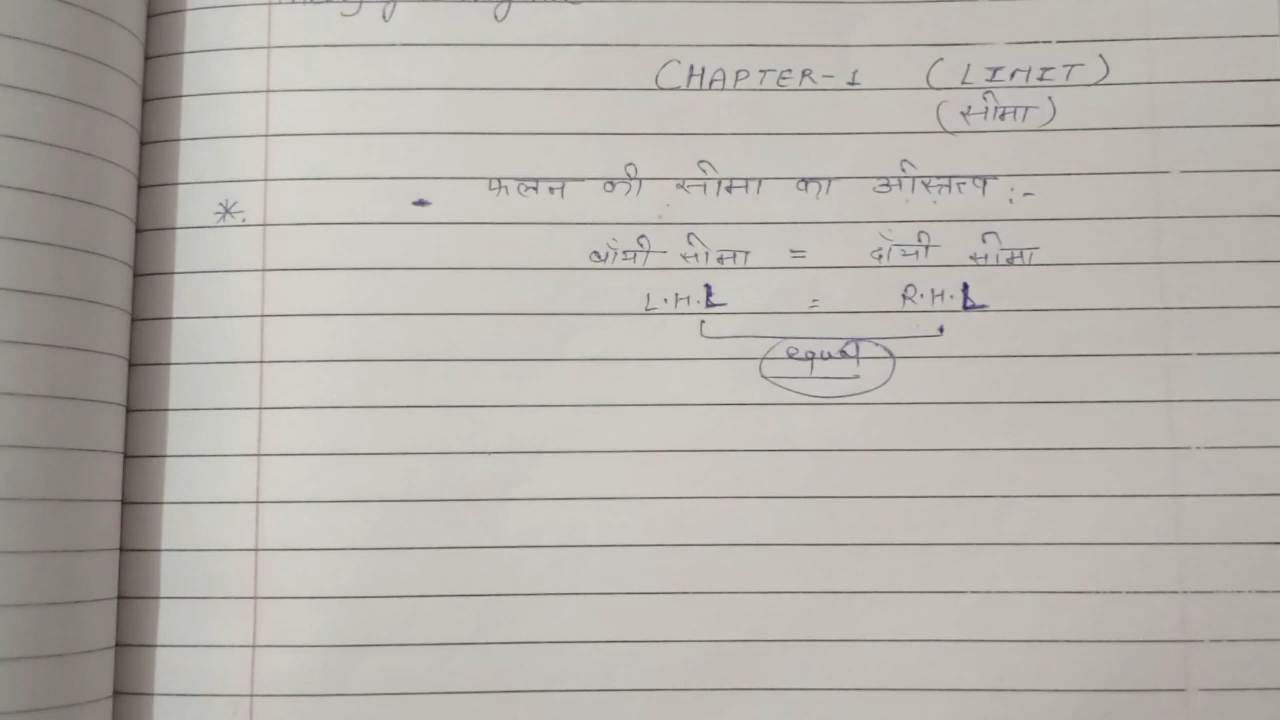 CHAPTER-1 (LIMIT)
(सीमा)
*. - फलन की सीमा का अस्तित्व :-
बाँयी सीमा = दाँयी सीमा
L.H.L = R.H.L
equal